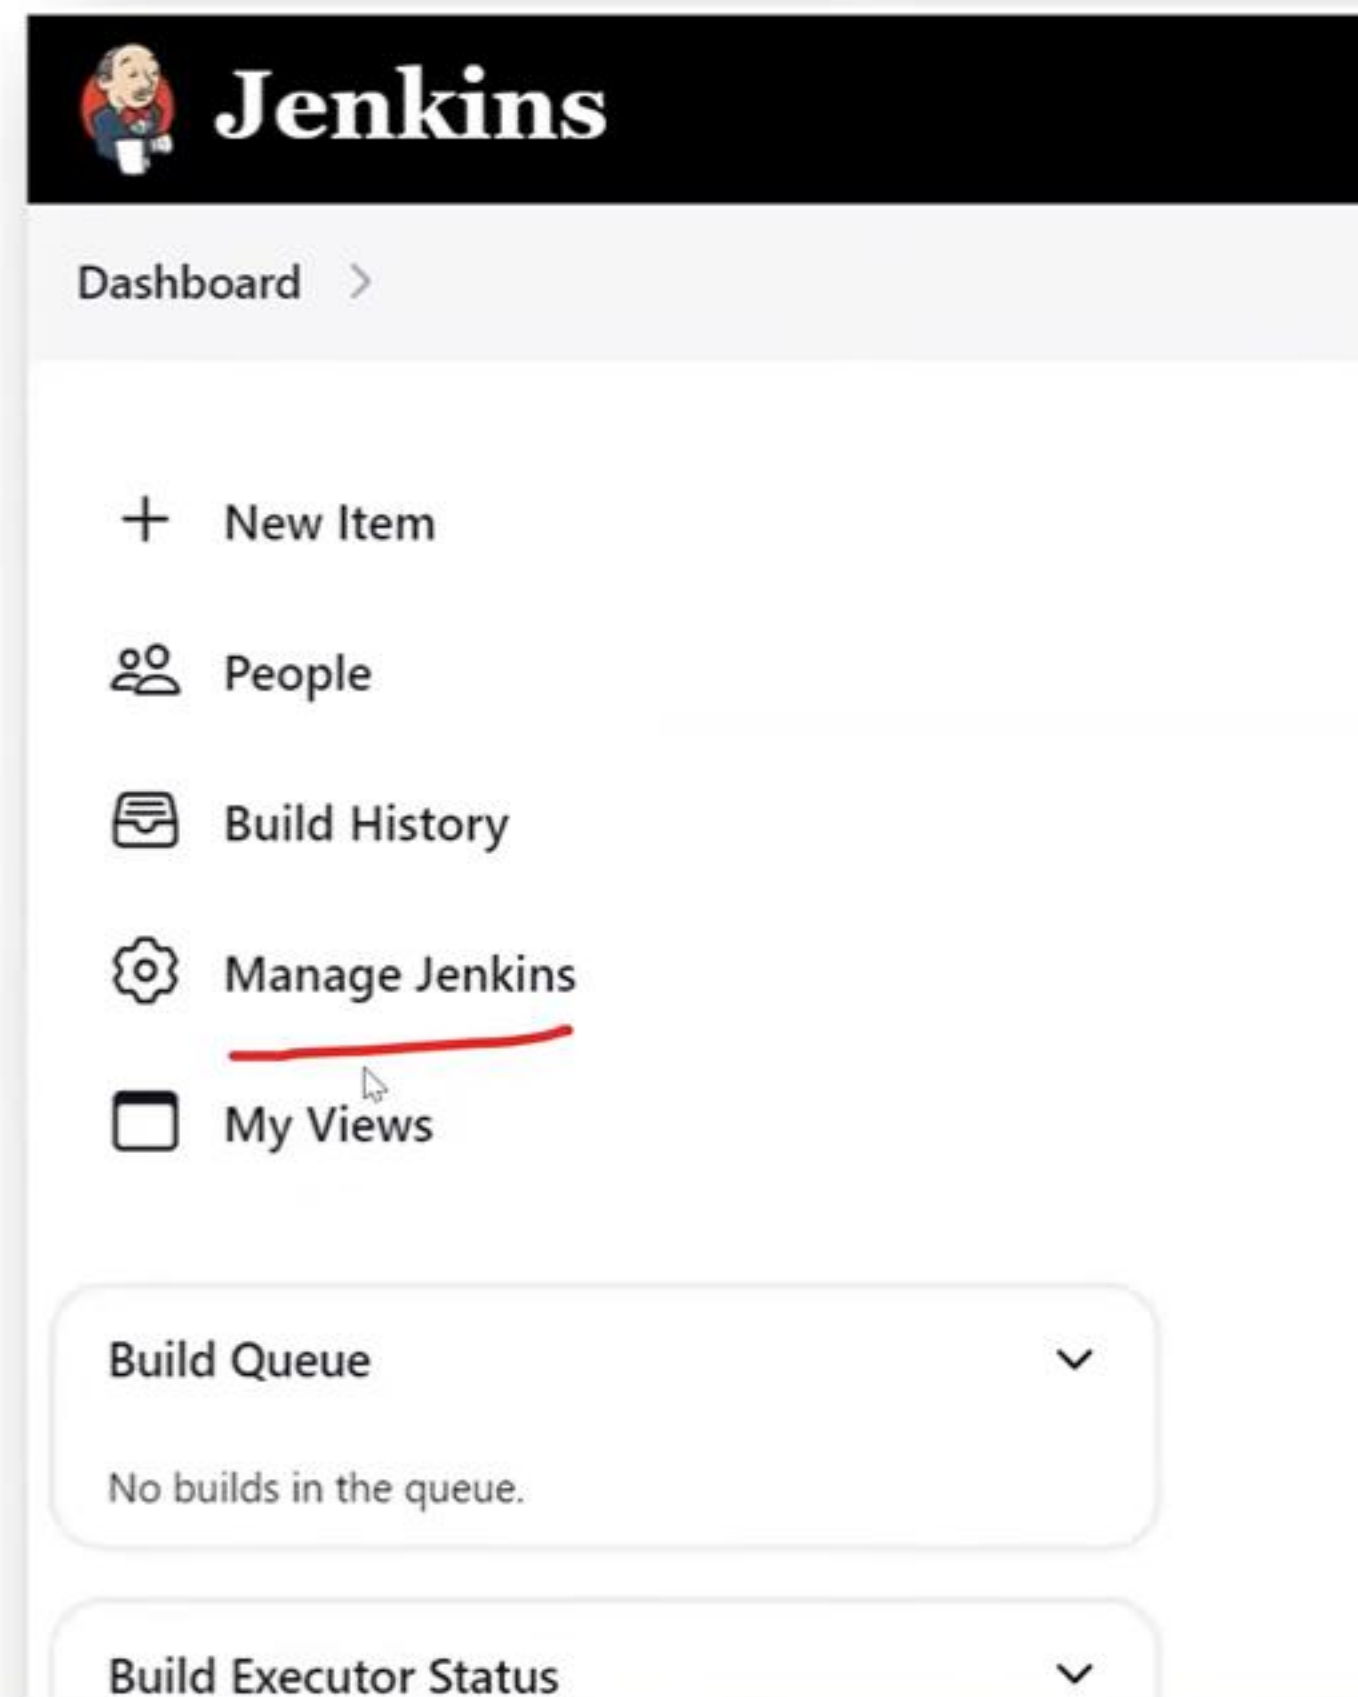 Jenkins
Dashboard
New Item
People
Build History
Manage Jenkins
My Views
Build Queue
No builds in the queue.
Build Executor Status